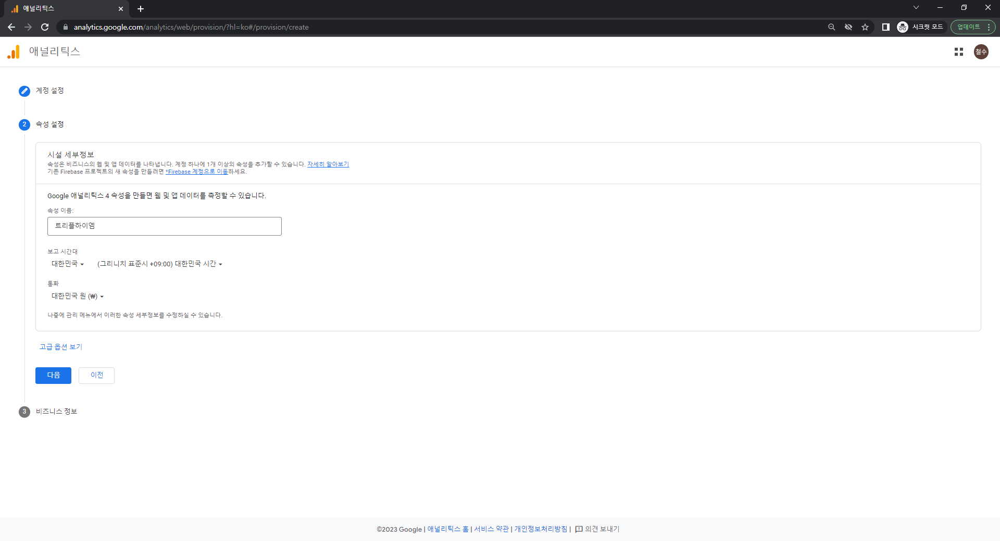 애널리틱스
analytics.google.com/analytics/web/provision/?hl=ko#/provision/create
시크릿 모드
업데이트
애널리틱스
철수
계정 설정
2 속성 설정
시설 세부정보
속성은 비즈니스의 웹 및 앱 데이터를 나타냅니다. 계정 하나에 1개 이상의 속성을 추가할 수 있습니다. 자세히 알아보기
기존 Firebase 프로젝트의 새 속성을 만들려면 *Firebase 계정으로 이동하세요.
Google 애널리틱스 4 속성을 만들면 웹 및 앱 데이터를 측정할 수 있습니다.
속성 이름:
트리플하이엠
보고 시간대
대한민국 (그리니치 표준시 +09:00) 대한민국 시간
통화
대한민국 원 (₩)
나중에 관리 메뉴에서 이러한 속성 세부정보를 수정하실 수 있습니다.
고급 옵션 보기
다음 이전
3 비즈니스 정보
©2023 Google | 애널리틱스 홈 | 서비스 약관 | 개인정보처리방침 | 의견 보내기